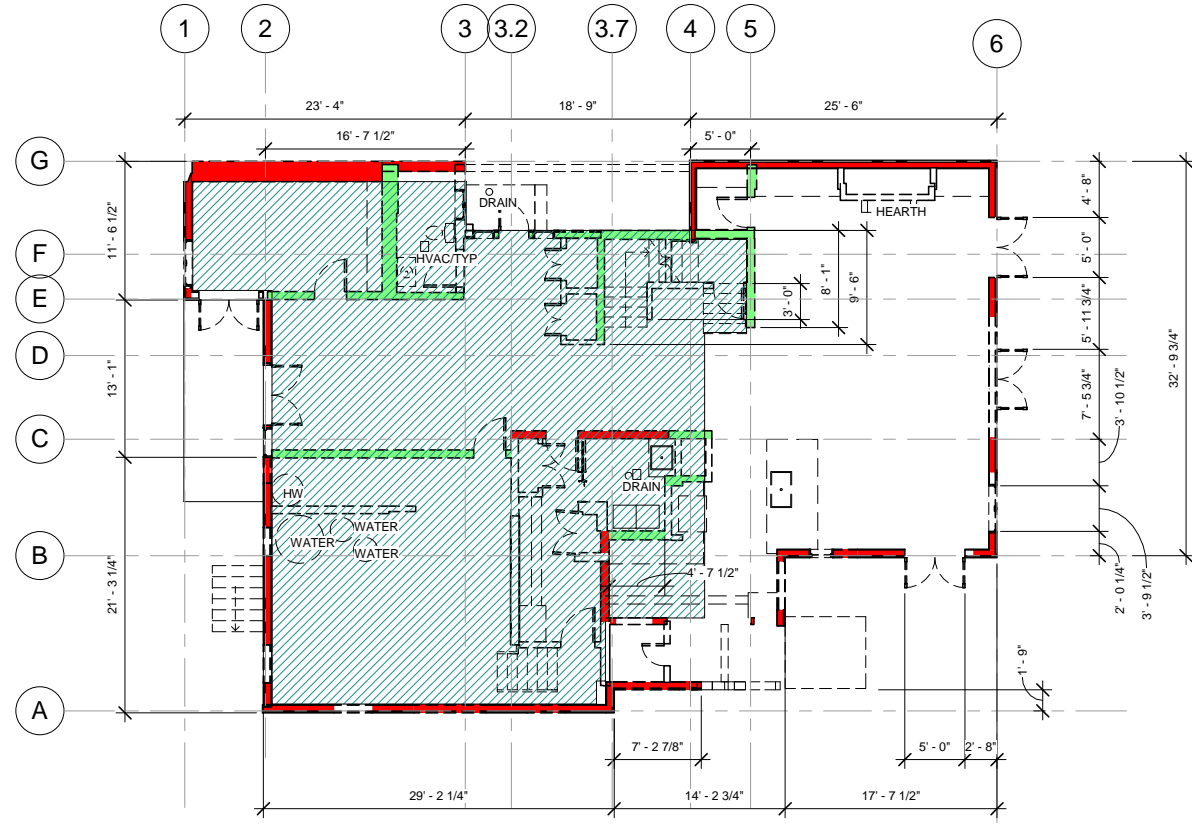 1
2
3
3.2
3.7
4
5
6
23' - 4"
18' - 9"
25' - 6"
16' - 7 1/2"
5' - 0"
G
F
E
D
C
B
A
11' - 6 1/2"
13' - 1"
21' - 3 1/4"
DRAIN
HVAC/TYP
HEARTH
3' - 0"
8' - 1"
9' - 6"
4' - 8"
5' - 0"
5' - 11 3/4"
7' - 5 3/4"
3' - 10 1/2"
32' - 9 3/4"
HW
WATER
WATER
WATER
DRAIN
4' - 7 1/2"
2' - 0 1/4"
3' - 9 1/2"
1' - 9"
7' - 2 7/8"
5' - 0"
2' - 8"
29' - 2 1/4"
14' - 2 3/4"
17' - 7 1/2"